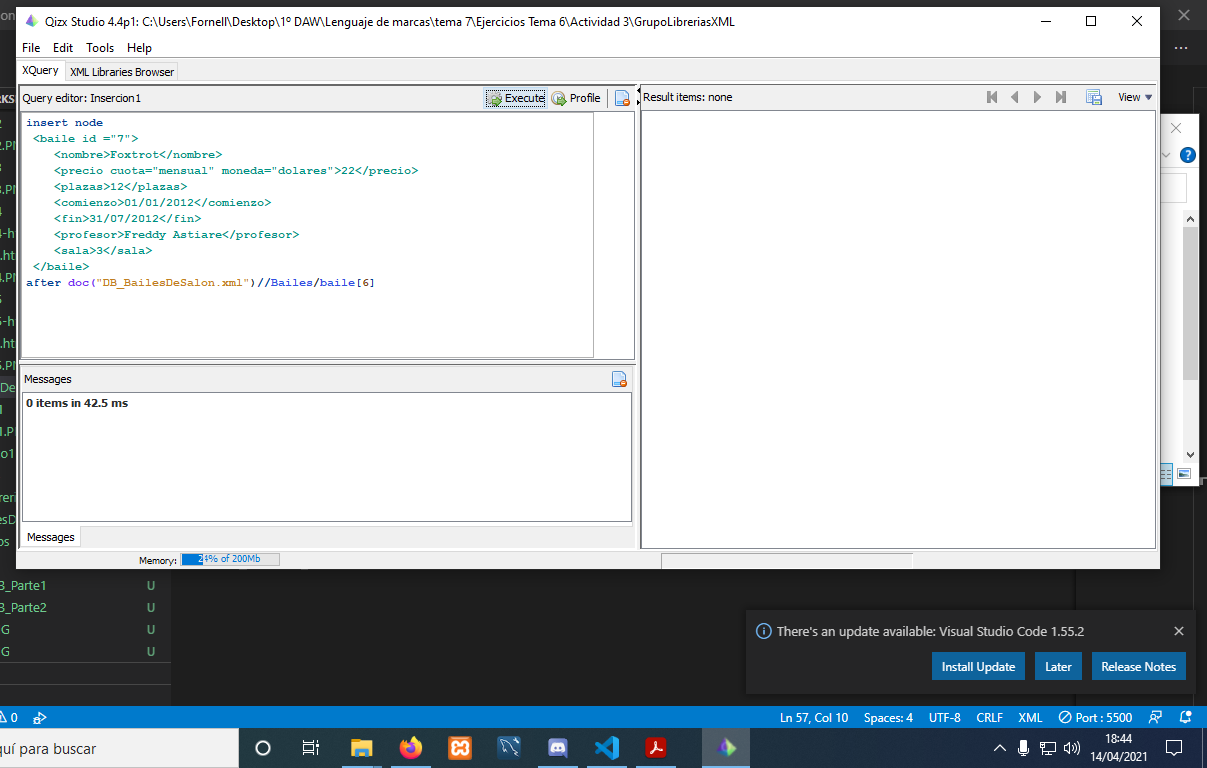 Qizx Studio 4.4p1: C:\Users\Fornell\Desktop\1º DAW\Lenguaje de marcas\tema 7\Ejercicios Tema 6\Actividad 3\GrupoLibreriasXML
File Edit Tools Help
XQuery XML Libraries Browser
Query editor: Insercion1 Execute Profile
Result items: none View
insert node
<baile id ="7">
<nombre>Foxtrot</nombre>
<precio cuota="mensual" moneda="dolares">22</precio>
<plazas>12</plazas>
<comienzo>01/01/2012</comienzo>
<fin>31/07/2012</fin>
<profesor>Freddy Astiare</profesor>
<sala>3</sala>
</baile>
after doc("DB_BailesDeSalon.xml")//Bailes/baile[6]
Messages
0 items in 42.5 ms
Messages
Memory: 24% of 200Mb
B_Parte1 U
B_Parte2 U
G U
G U
There's an update available: Visual Studio Code 1.55.2
Install Update Later Release Notes
0 Ln 57, Col 10 Spaces: 4 UTF-8 CRLF XML Port : 5500
quí para buscar
18:44
14/04/2021